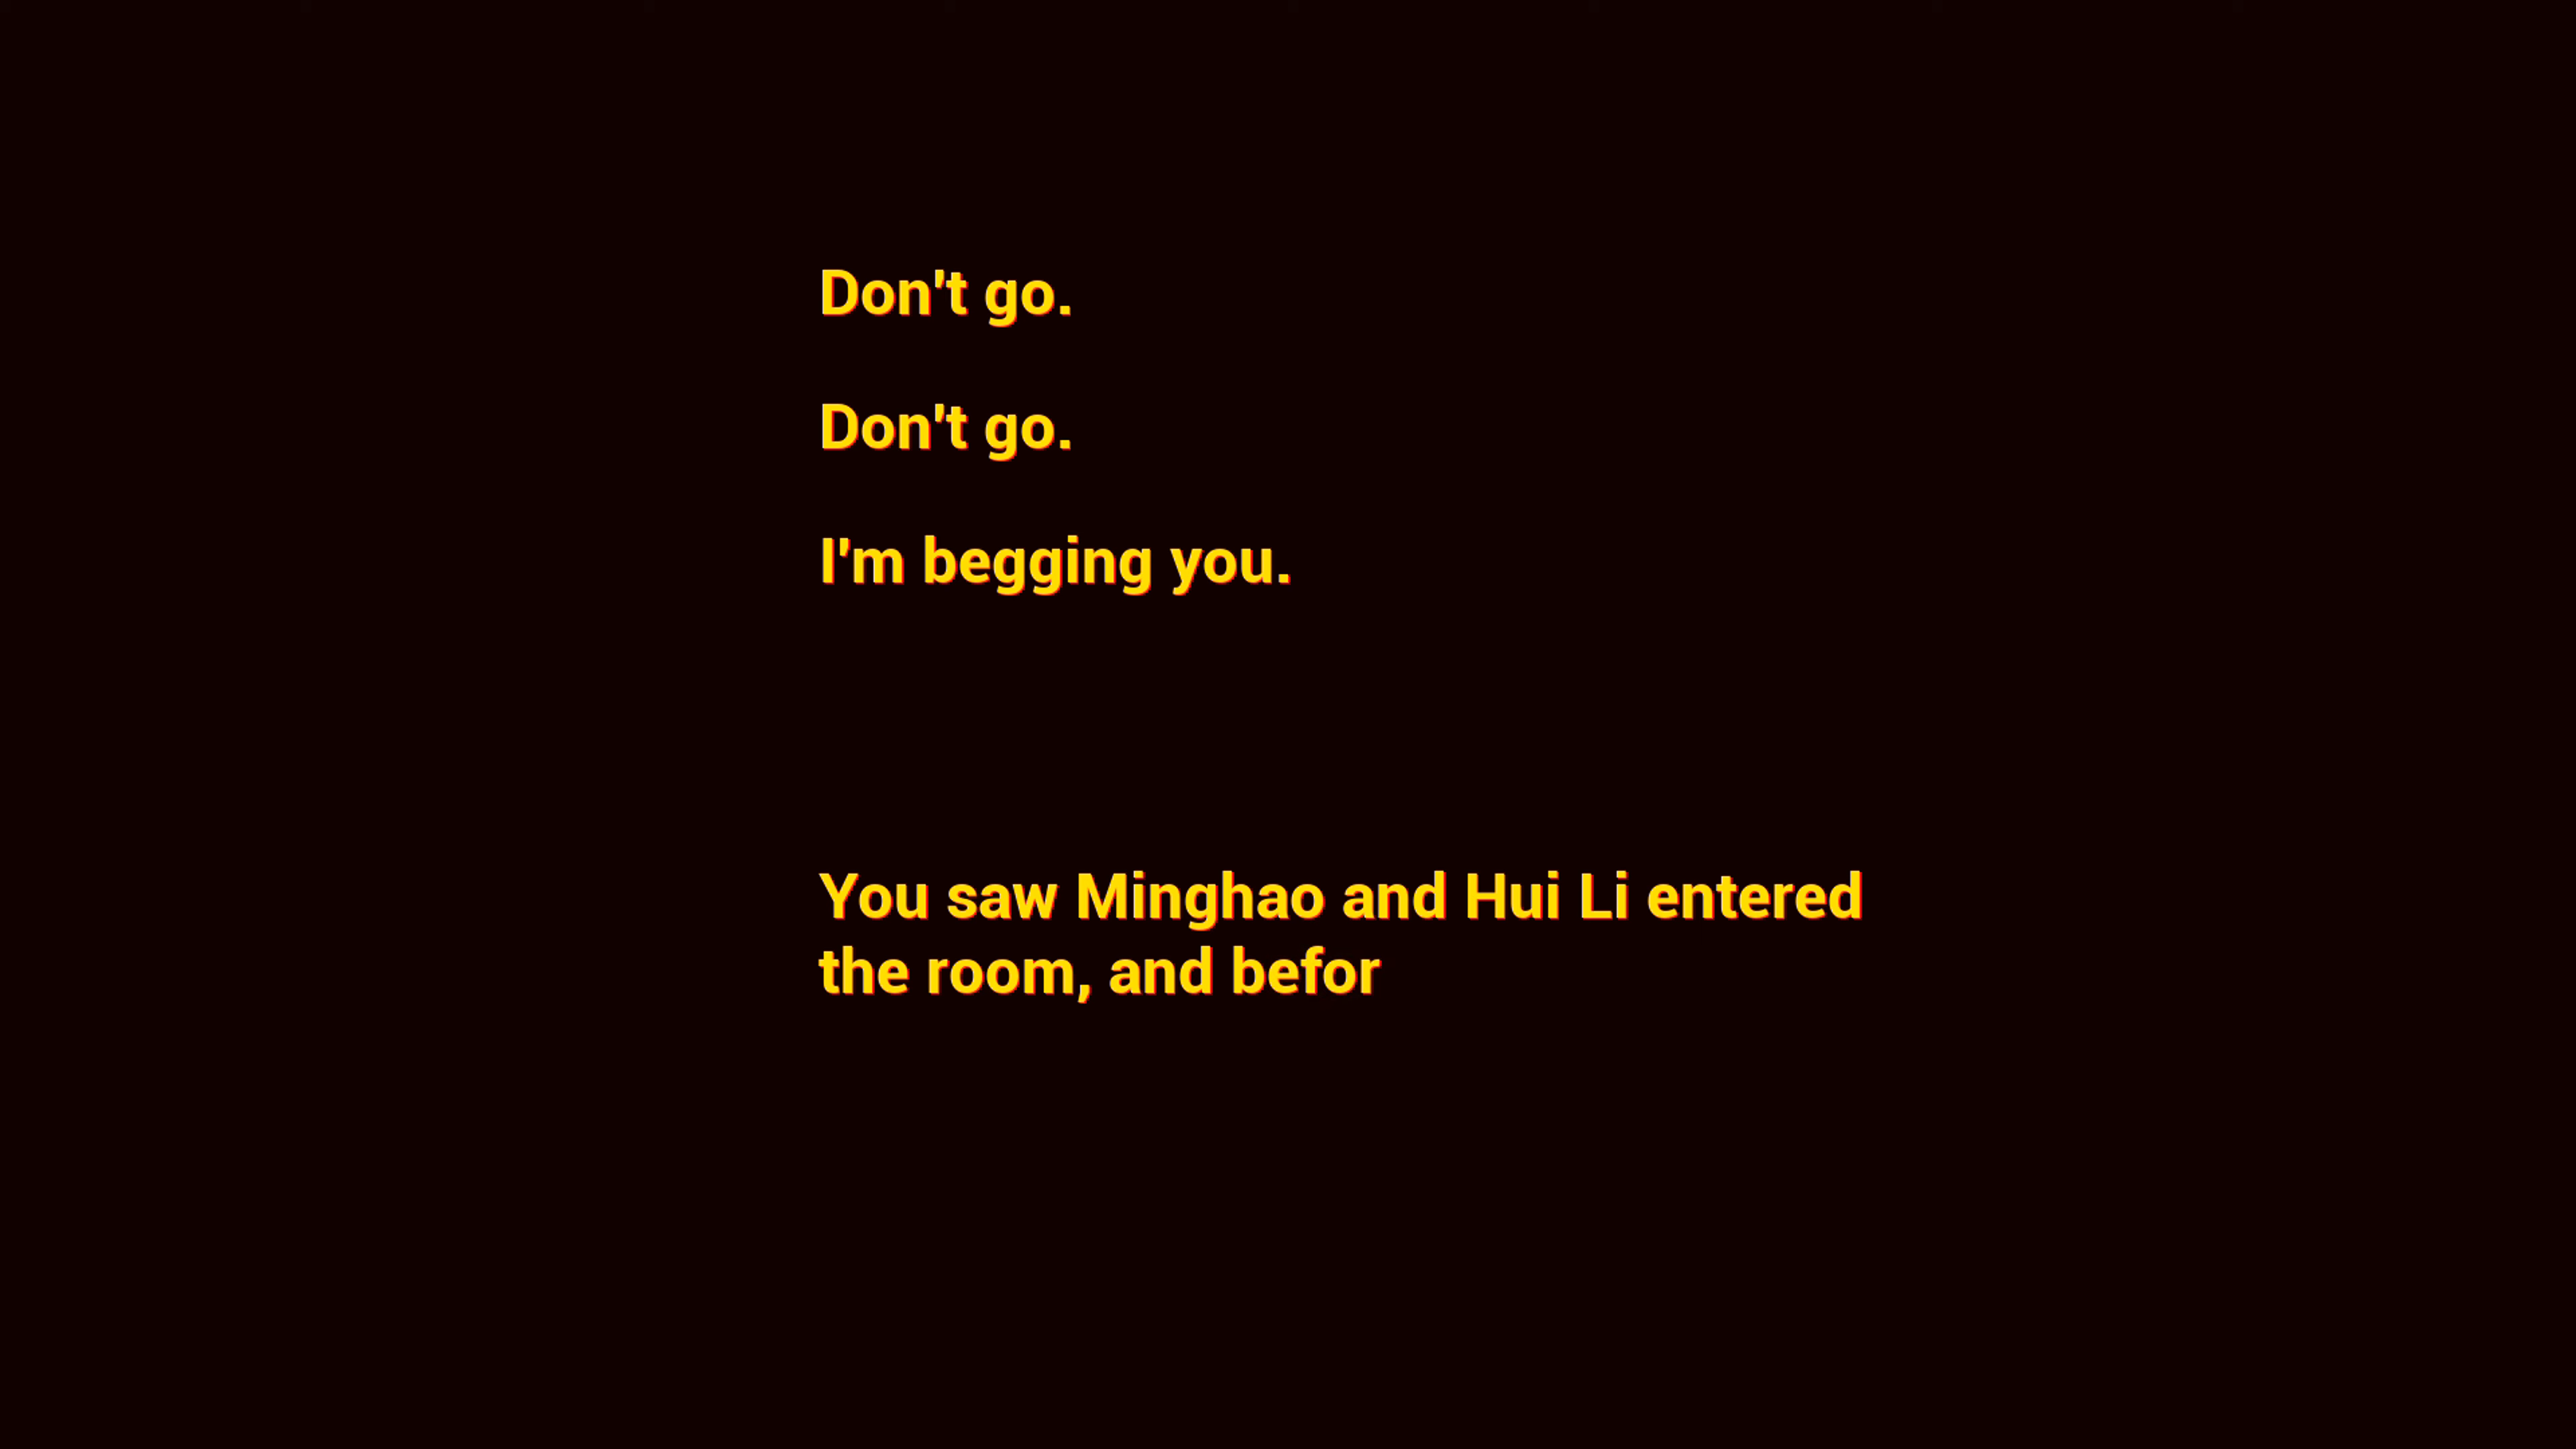 Don't go.
Don't go.
I'm begging you.
You saw Minghao and Hui Li entered
the room, and befor